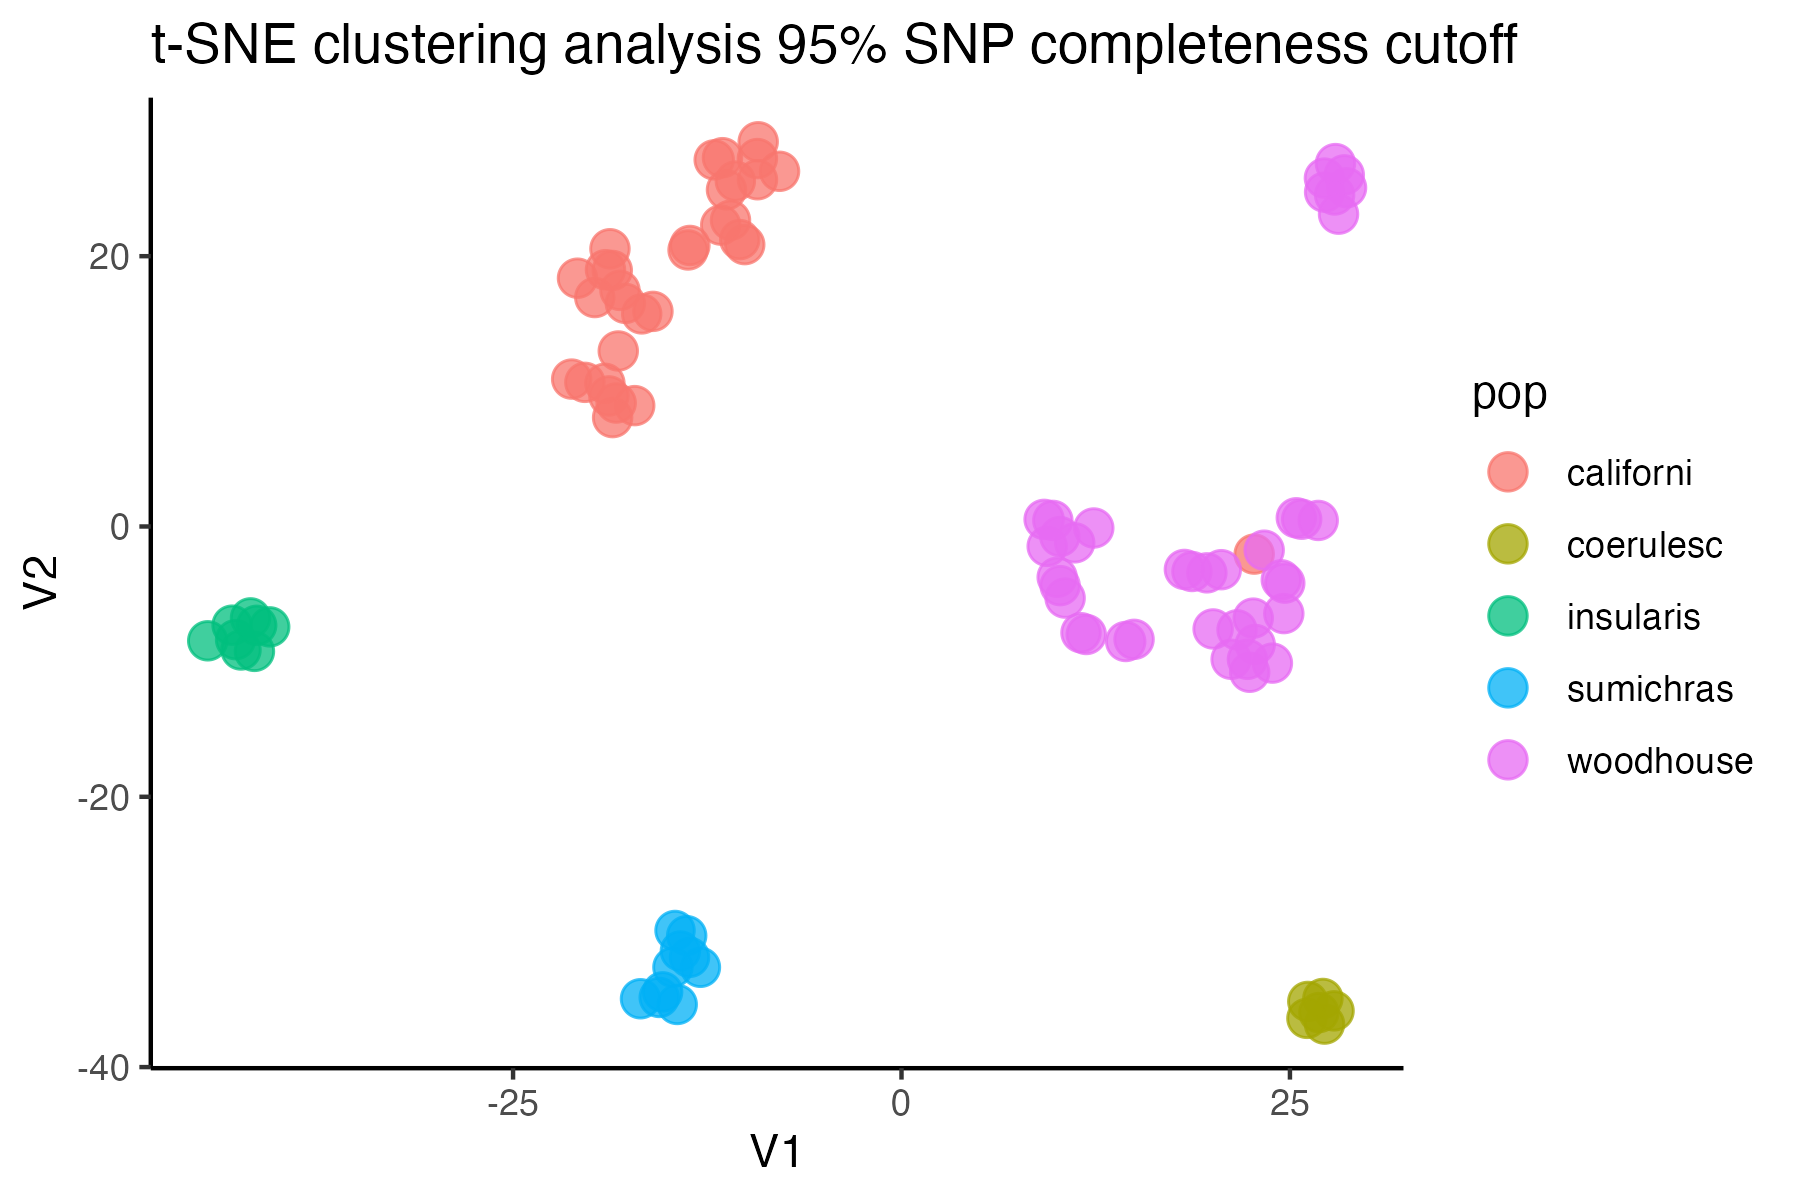 t-SNE clustering analysis 95% SNP completeness cutoff
20
0
-20
-40
V2
-25
0
25
V1
pop
californi
coerulesc
insularis
sumichras
woodhouse